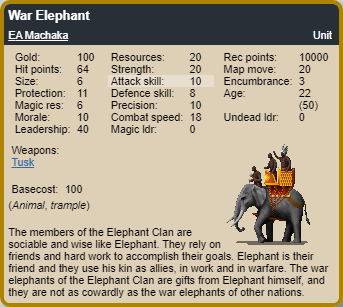 War Elephant
EA Machaka Unit
Gold: 100 Resources: 20 Rec points: 10000
Hit points: 64 Strength: 20 Map move: 20
Size: 6 Attack skill: 10 Encumbrance: 3
Protection: 11 Defence skill: 8 Age: 22
Magic res: 6 Precision: 10 (50)
Morale: 10 Combat speed: 18 Undead ldr: 0
Leadership: 40 Magic ldr: 0
Weapons:
Tusk
Basecost: 100
(Animal, trample)
The members of the Elephant Clan are
sociable and wise like Elephant. They rely on
friends and hard work to accomplish their goals. Elephant is their
friend and they use his kin as allies, in work and in warfare. The war
elephants of the Elephant Clan are gifts from Elephant himself, and
they are not as cowardly as the war elephants of other nations.